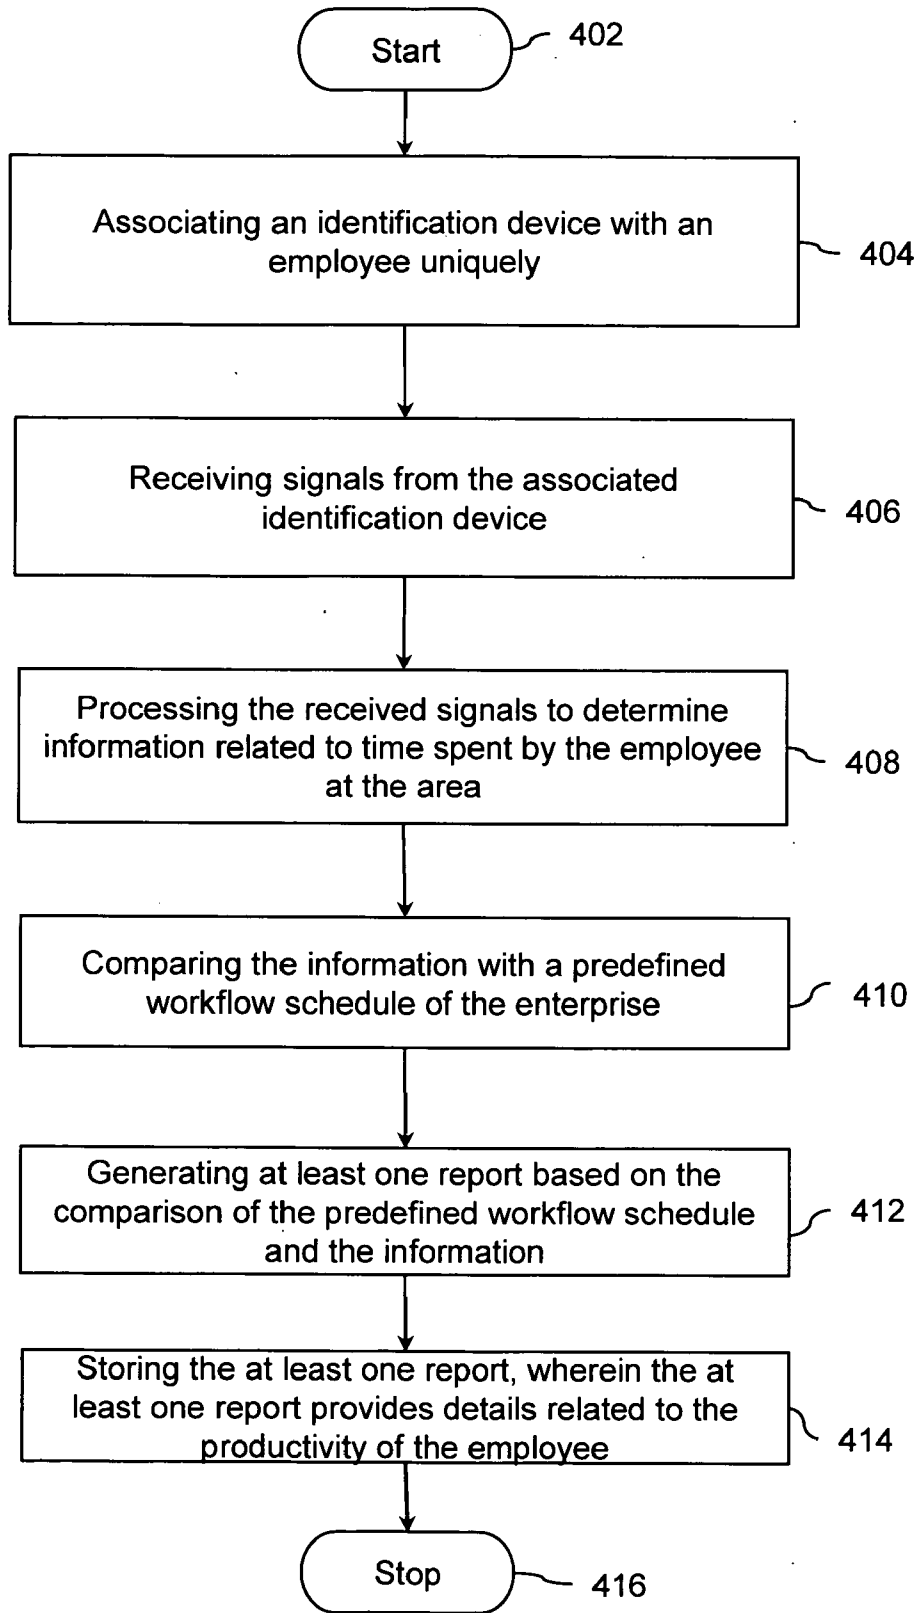 Start
402
Associating an identification device with an
employee uniquely
404
Receiving signals from the associated
identification device
406
Processing the received signals to determine
information related to time spent by the employee
at the area
408
Comparing the information with a predefined
workflow schedule of the enterprise
410
Generating at least one report based on the
comparison of the predefined workflow schedule
and the information
412
Storing the at least one report, wherein the at
least one report provides details related to the
productivity of the employee
414
Stop
416